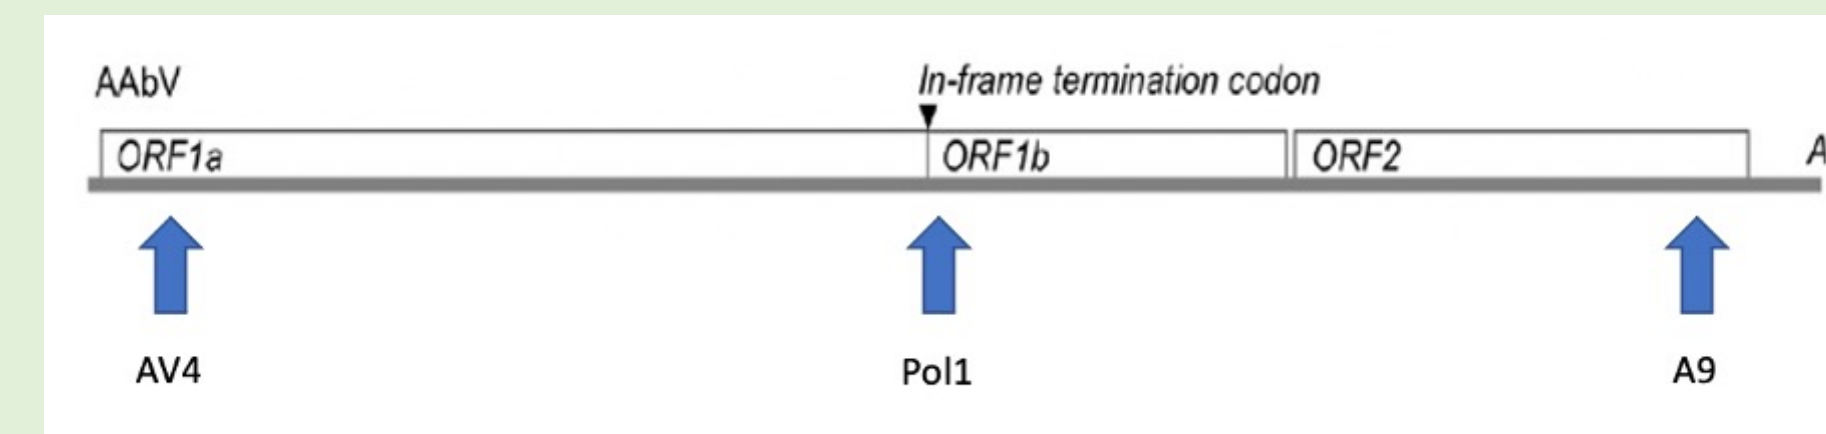 AAbV
In-frame termination codon
ORF1a ORF1b ORF2 A
AV4 Pol1 A9